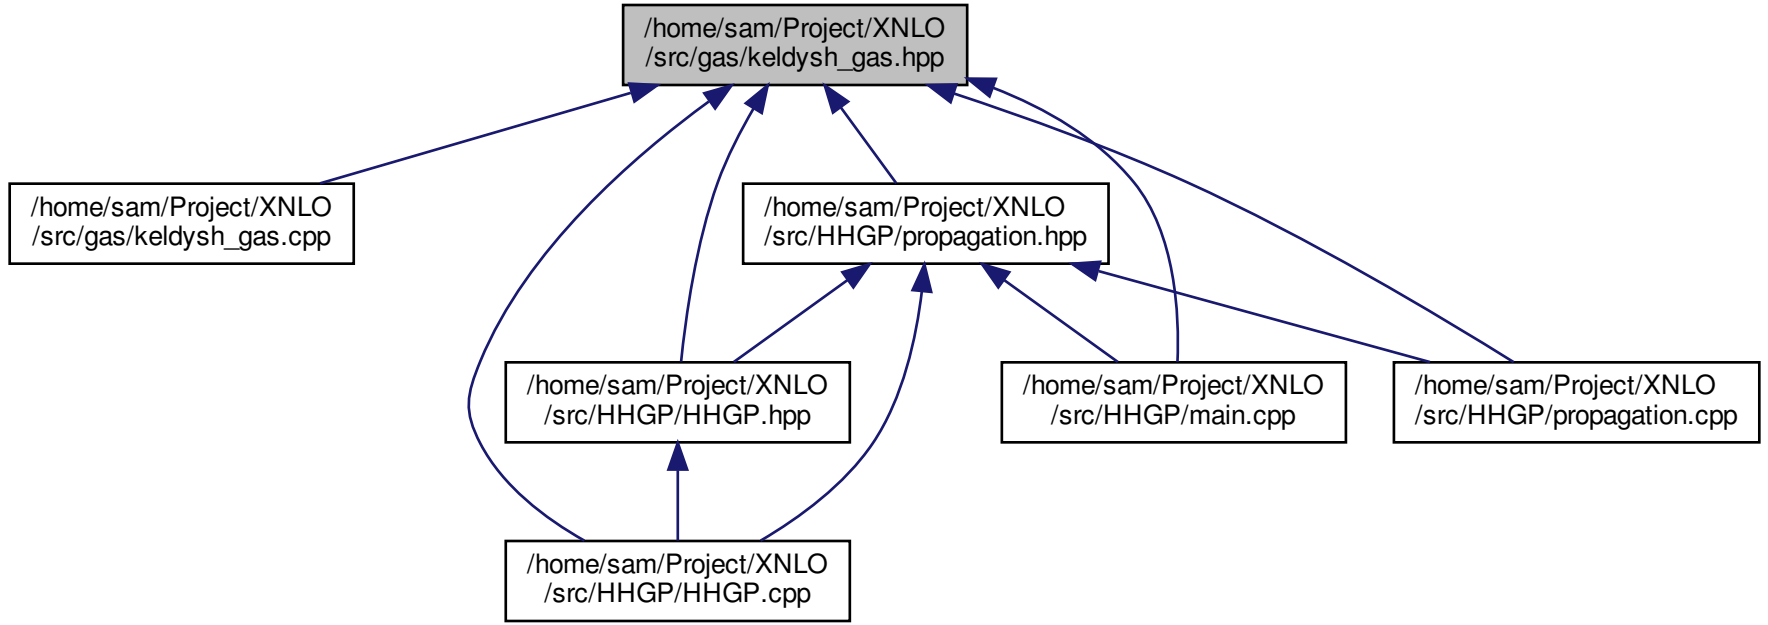 /home/sam/Project/XNLO
/src/gas/keldysh_gas.hpp
/home/sam/Project/XNLO
/src/gas/keldysh_gas.cpp
/home/sam/Project/XNLO
/src/HHGP/propagation.hpp
/home/sam/Project/XNLO
/src/HHGP/HHGP.hpp
/home/sam/Project/XNLO
/src/HHGP/main.cpp
/home/sam/Project/XNLO
/src/HHGP/propagation.cpp
/home/sam/Project/XNLO
/src/HHGP/HHGP.cpp